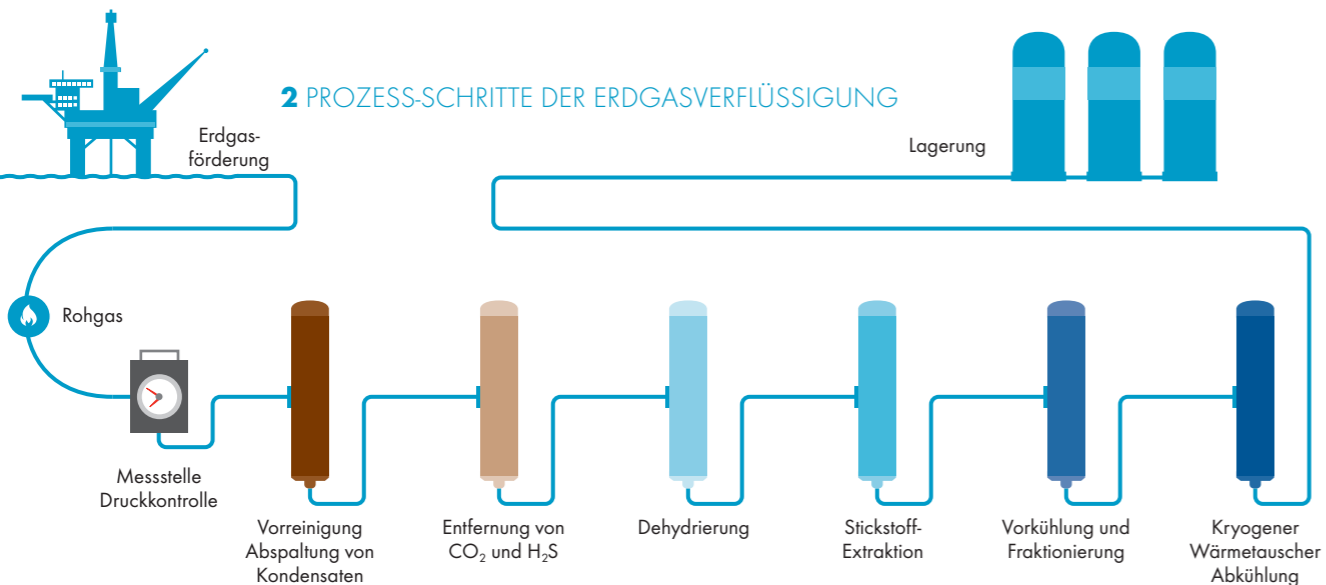 2 PROZESS-SCHRITTE DER ERDGASVERFLÜSSIGUNG
Erdgas-
förderung
Lagerung
Rohgas
Messstelle
Druckkontrolle
Vorreinigung
Abspaltung von
Kondensaten
Entfernung von
CO₂ und H₂S
Dehydrierung
Stickstoff-
Extraktion
Vorkühlung und
Fraktionierung
Kryogener
Wärmetauscher
Abkühlung